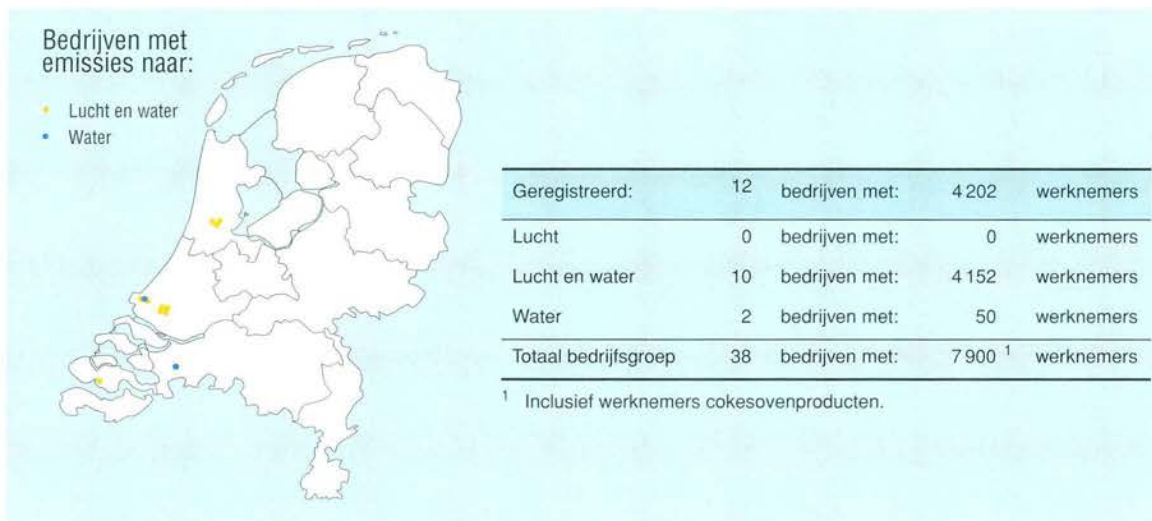 Bedrijven met
emissies naar:
Lucht en water
Water
Geregistreerd: 12 bedrijven met: 4 202 werknemers
Lucht 0 bedrijven met: 0 werknemers
Lucht en water 10 bedrijven met: 4 152 werknemers
Water 2 bedrijven met: 50 werknemers
Totaal bedrijfsgroep 38 bedrijven met: 7 900 1 werknemers
1 Inclusief werknemers cokesovenproducten.